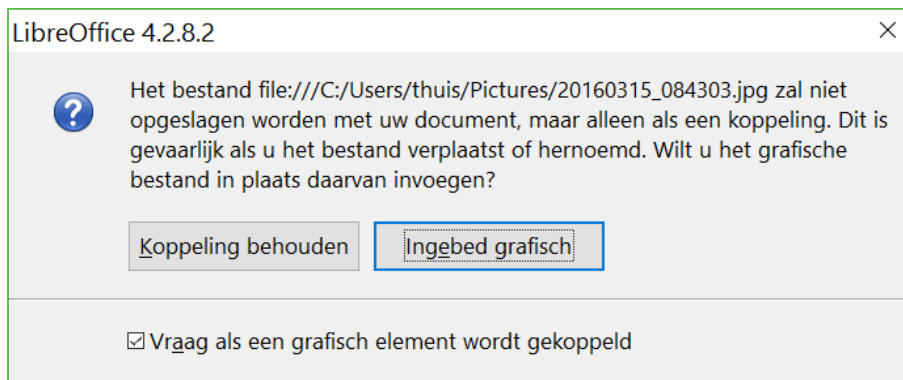 LibreOffice 4.2.8.2
Het bestand file:///C:/Users/thuis/Pictures/20160315_084303.jpg zal niet
opgeslagen worden met uw document, maar alleen als een koppeling. Dit is
gevaarlijk als u het bestand verplaatst of hernoemd. Wilt u het grafische
bestand in plaats daarvan invoegen?
Koppeling behouden
Ingebed grafisch
Vraag als een grafisch element wordt gekoppeld